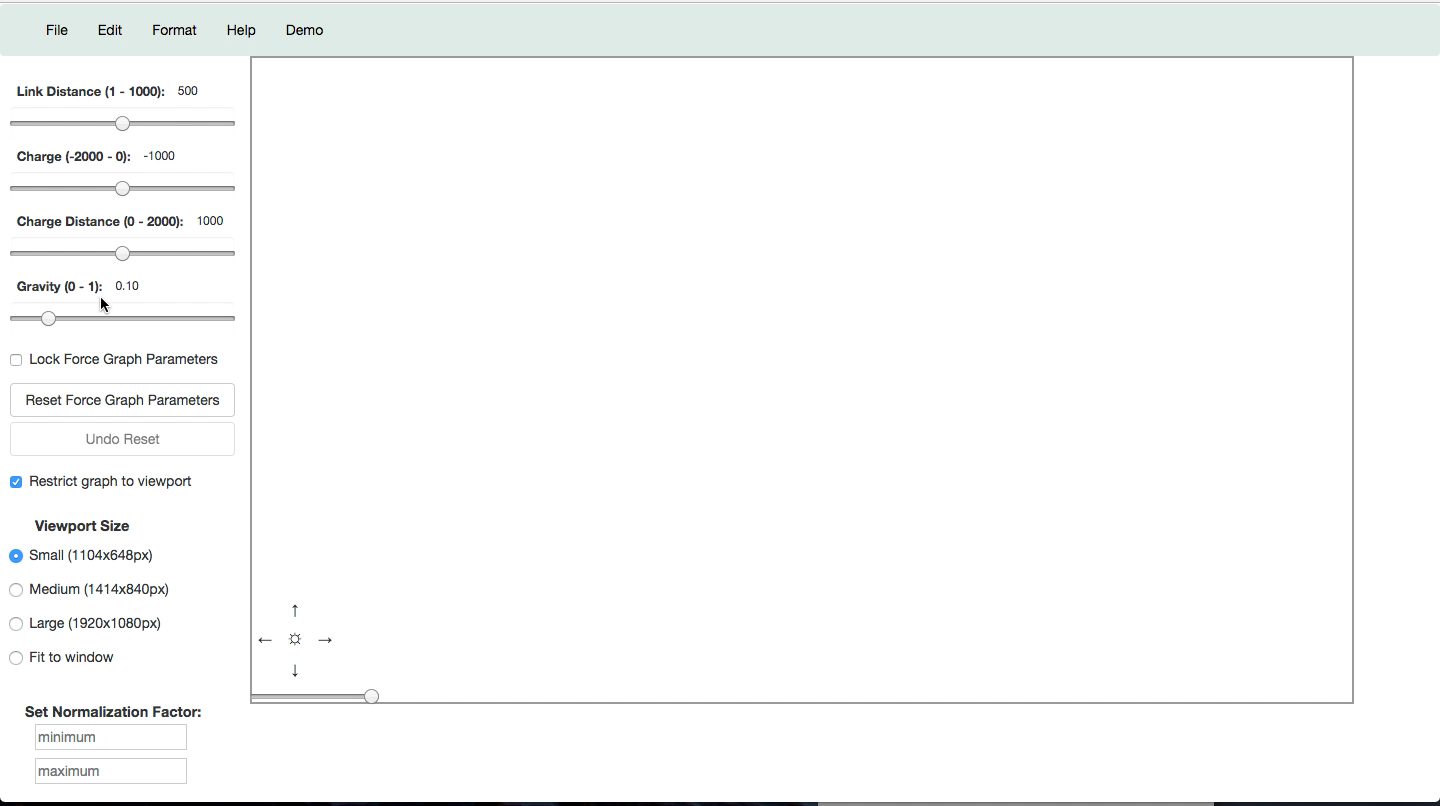 File Edit Format Help Demo
Link Distance (1 - 1000): 500
Charge (-2000 - 0): -1000
Charge Distance (0 - 2000): 1000
Gravity (0 - 1): 0.10
Lock Force Graph Parameters
Reset Force Graph Parameters
Undo Reset
Restrict graph to viewport
Viewport Size
Small (1104x648px)
Medium (1414x840px)
Large (1920x1080px)
Fit to window
Set Normalization Factor:
minimum
maximum